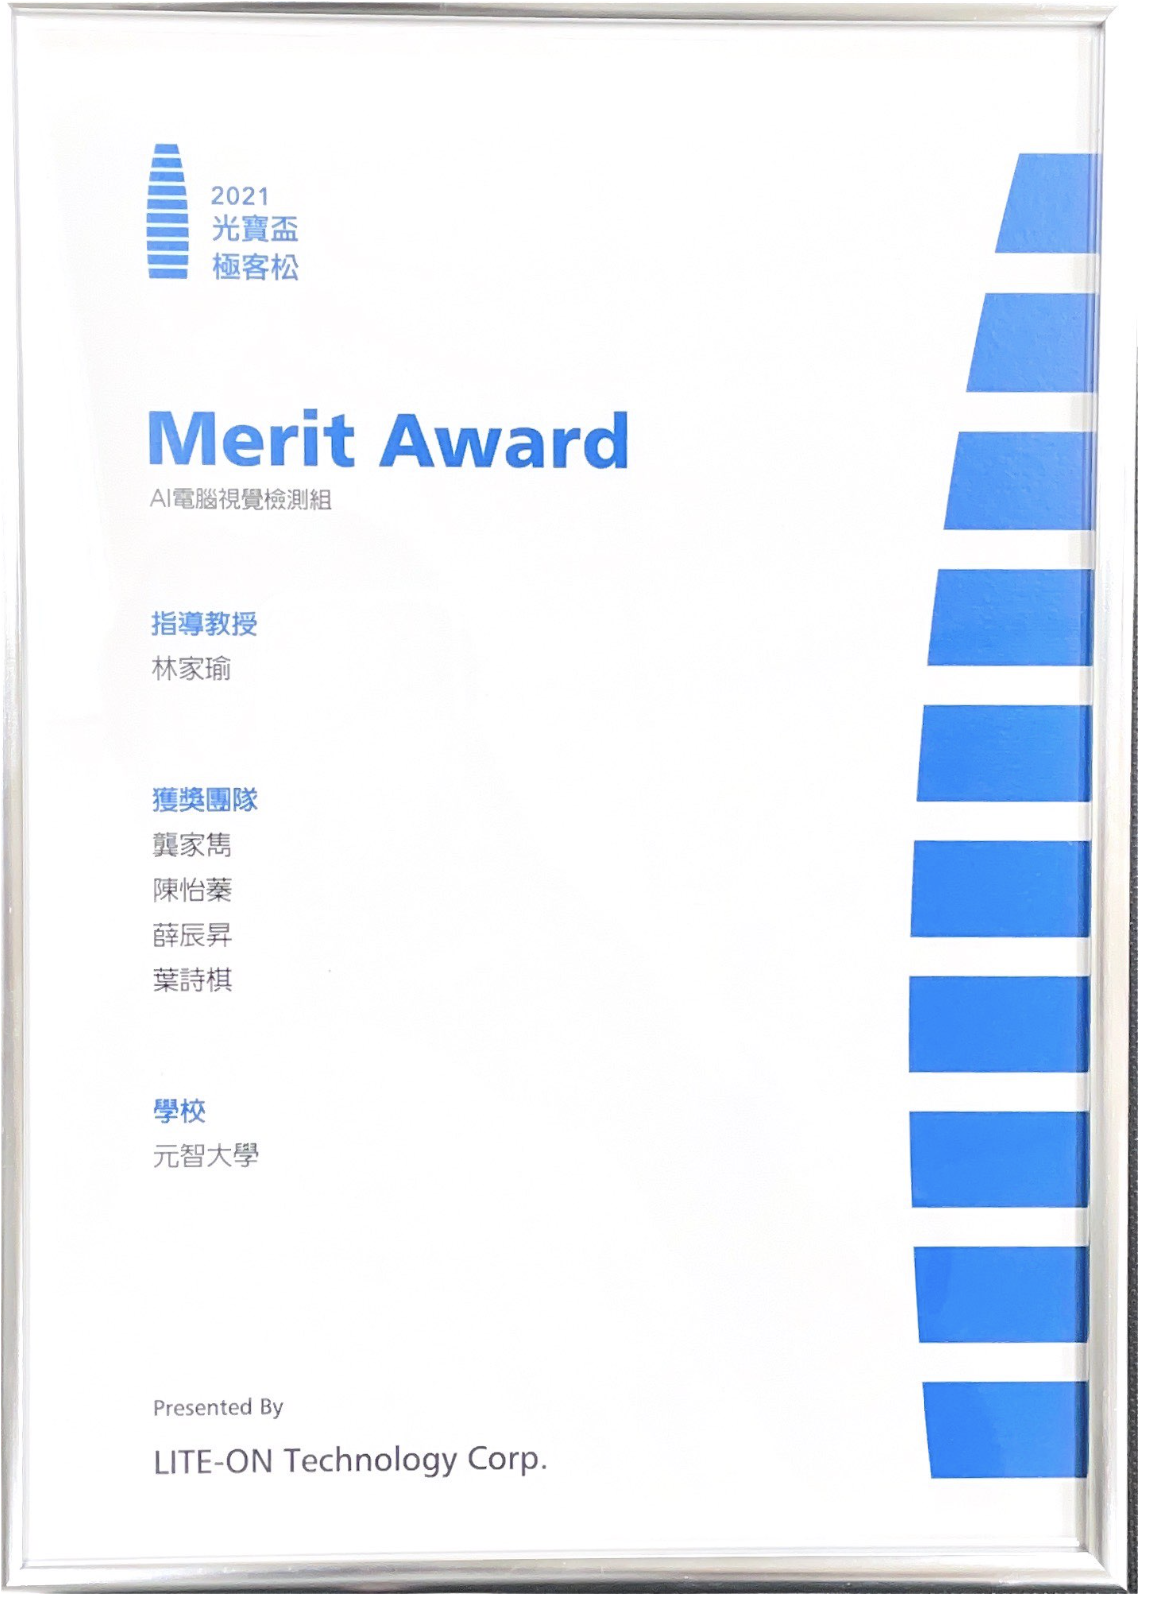 2021
光寶盃
極客松
Merit Award
AI電腦視覺檢測組
指導教授
林家瑜
獲獎團隊
龔家雋
陳怡蓁
薛辰昇
葉詩棋
學校
元智大學
Presented By
LITE-ON Technology Corp.